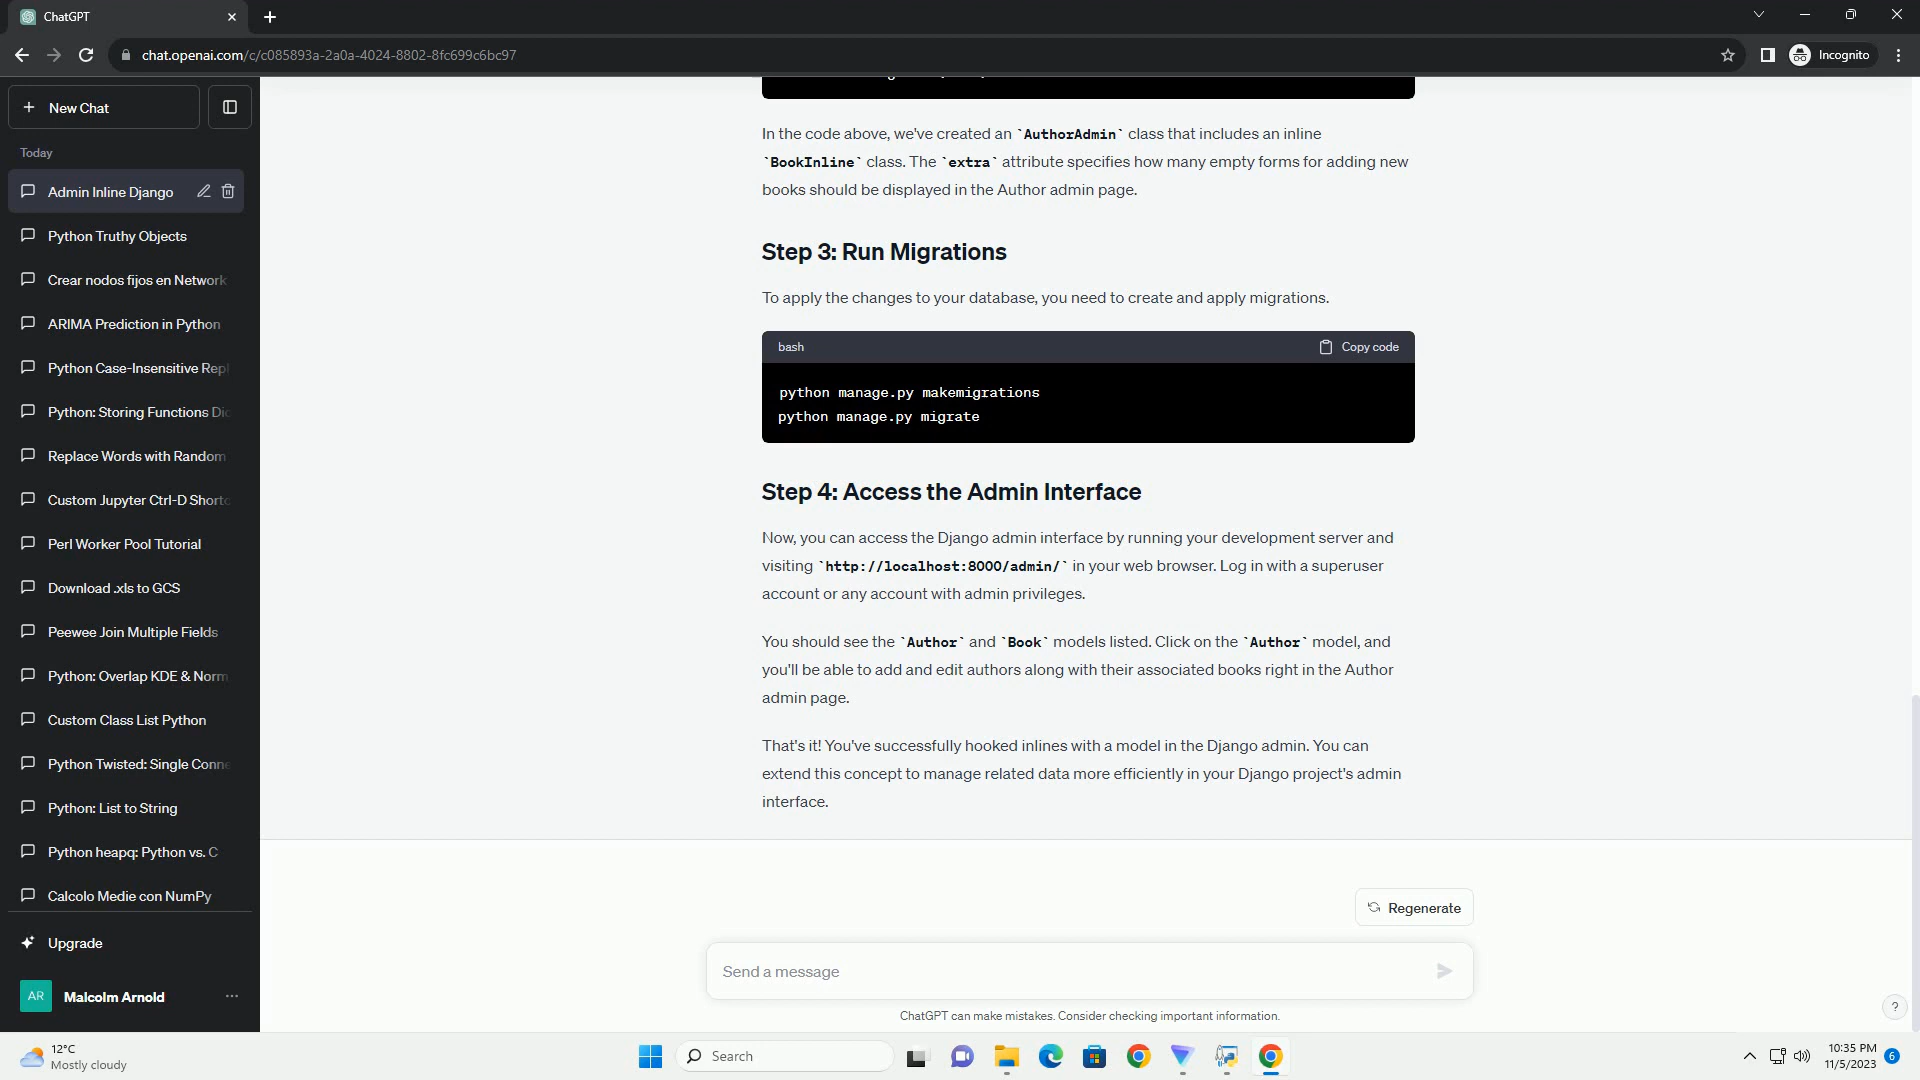 ChatGPT
chat.openai.com/c/c085893a-2a0a-4024-8802-8fc699c6bc97
Incognito
New Chat
Today
Admin Inline Django
Python Truthy Objects
Crear nodos fijos en Network
ARIMA Prediction in Python
Python Case-Insensitive Repl
Python: Storing Functions Dic
Replace Words with Random
Custom Jupyter Ctrl-D Shortc
Perl Worker Pool Tutorial
Download .xls to GCS
Peewee Join Multiple Fields
Python: Overlap KDE & Norm
Custom Class List Python
Python Twisted: Single Conne
Python: List to String
Python heapq: Python vs. C
Calcolo Medie con NumPy
Upgrade
AR
Malcolm Arnold
In the code above, we've created an `AuthorAdmin` class that includes an inline
`BookInline` class. The `extra` attribute specifies how many empty forms for adding new
books should be displayed in the Author admin page.
Step 3: Run Migrations
To apply the changes to your database, you need to create and apply migrations.
bash
Copy code
python manage.py makemigrations
python manage.py migrate
Step 4: Access the Admin Interface
Now, you can access the Django admin interface by running your development server and
visiting `http://localhost:8000/admin/` in your web browser. Log in with a superuser
account or any account with admin privileges.
You should see the `Author` and `Book` models listed. Click on the `Author` model, and
you'll be able to add and edit authors along with their associated books right in the Author
admin page.
That's it! You've successfully hooked inlines with a model in the Django admin. You can
extend this concept to manage related data more efficiently in your Django project's admin
interface.
Regenerate
Send a message
ChatGPT can make mistakes. Consider checking important information.
?
12°C
Mostly cloudy
Search
10:35 PM
11/5/2023
6